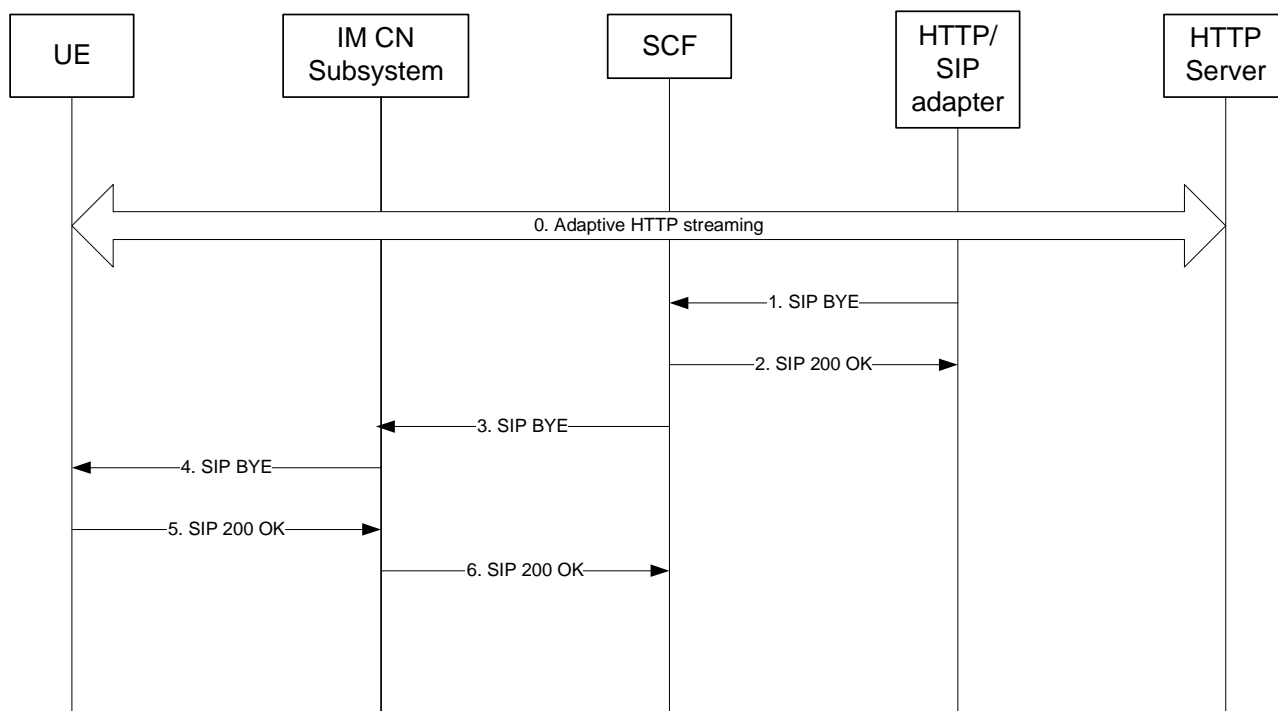 UE
IM CN
Subsystem
SCF
HTTP/
SIP
adapter
HTTP
Server
0. Adaptive HTTP streaming
1. SIP BYE
2. SIP 200 OK
3. SIP BYE
4. SIP BYE
5. SIP 200 OK
6. SIP 200 OK